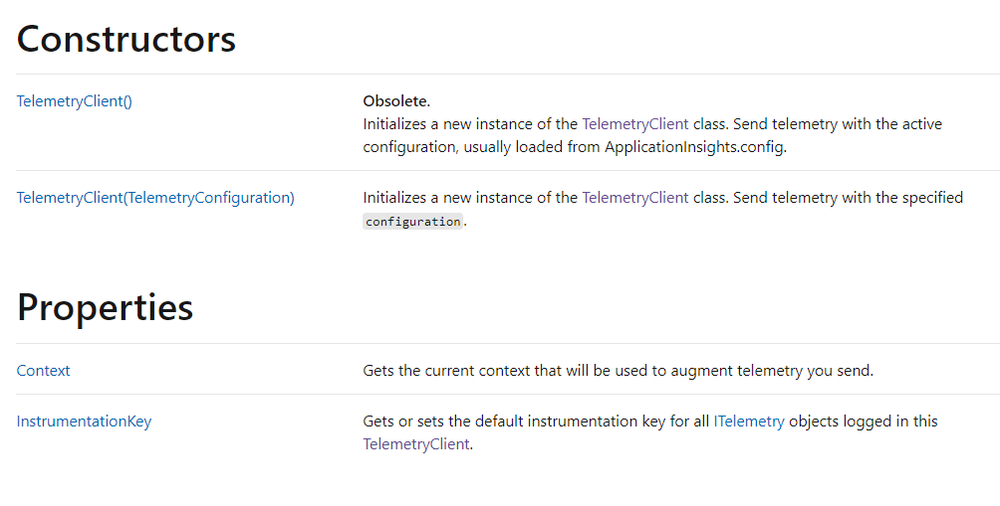 Constructors
TelemetryClient()
Obsolete.
Initializes a new instance of the TelemetryClient class. Send telemetry with the active
configuration, usually loaded from ApplicationInsights.config.
TelemetryClient(TelemetryConfiguration)
Initializes a new instance of the TelemetryClient class. Send telemetry with the specified
configuration.
Properties
Context
Gets the current context that will be used to augment telemetry you send.
InstrumentationKey
Gets or sets the default instrumentation key for all ITelemetry objects logged in this
TelemetryClient.